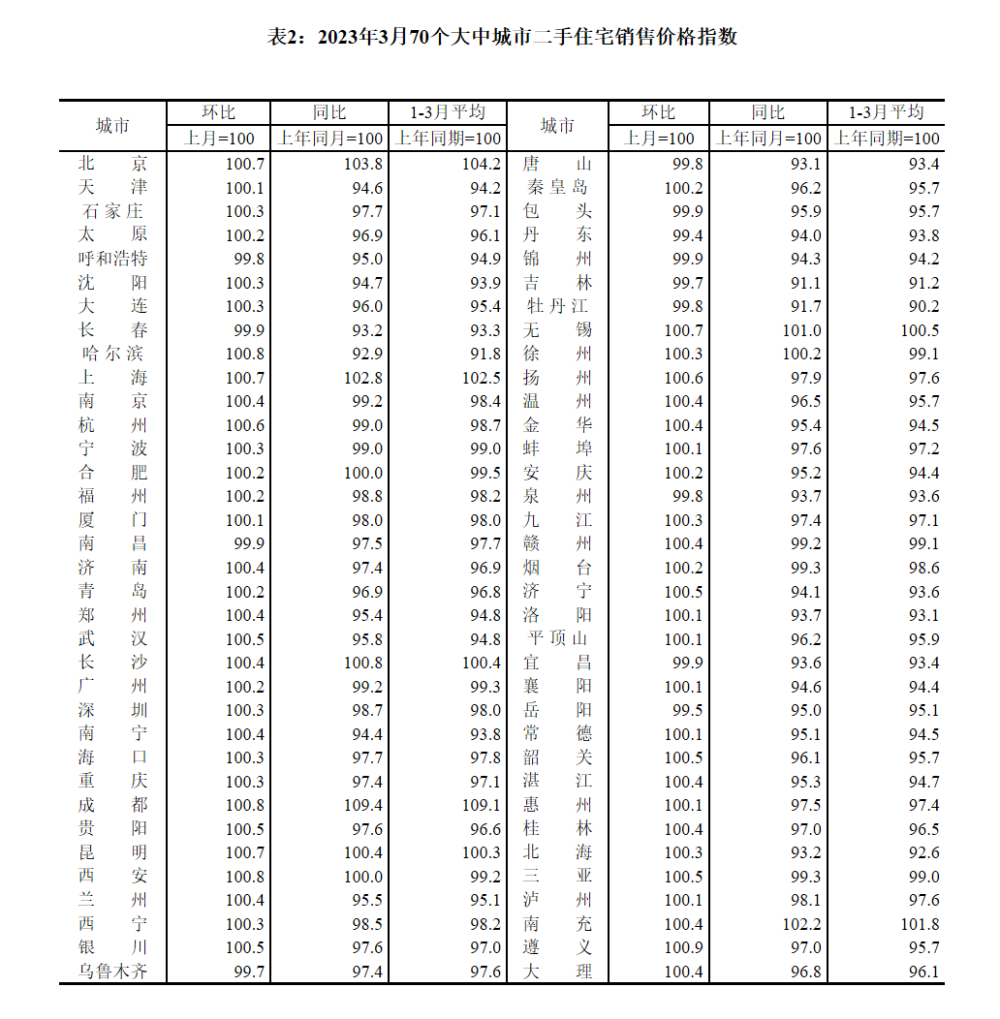 表2：2023年3月70个大中城市二手住宅销售价格指数
城市 环比 同比 1-3月平均 城市 环比 同比 1-3月平均
上月=100 上年同月=100 上年同期=100 上月=100 上年同月=100 上年同期=100
北京 100.7 103.8 104.2 唐山 99.8 93.1 93.4
天津 100.1 94.6 94.2 秦皇岛 100.2 96.2 95.7
石家庄 100.3 97.7 97.1 包头 99.9 95.9 95.7
太原 100.2 96.9 96.1 丹东 99.4 94.0 93.8
呼和浩特 99.8 95.0 94.9 锦州 99.9 94.3 94.2
沈阳 100.3 94.7 93.9 吉林 99.7 91.1 91.2
大连 100.3 96.0 95.4 牡丹江 99.8 91.7 90.2
长春 99.9 93.2 93.3 无锡 100.7 101.0 100.5
哈尔滨 100.8 92.9 91.8 徐州 100.3 100.2 99.1
上海 100.7 102.8 102.5 扬州 100.6 97.9 97.6
南京 100.4 99.2 98.4 温州 100.4 96.5 95.7
杭州 100.6 99.0 98.7 金华 100.4 95.4 94.5
宁波 100.3 99.0 99.0 蚌埠 100.1 97.6 97.2
合肥 100.2 100.0 99.5 安庆 100.2 95.2 94.4
福州 100.2 98.8 98.2 泉州 99.8 93.7 93.6
厦门 100.1 98.0 98.0 九江 100.3 97.4 97.1
南昌 99.9 97.5 97.7 赣州 100.4 99.2 99.1
济南 100.4 97.4 96.9 烟台 100.2 99.3 98.6
青岛 100.2 96.9 96.8 济宁 100.5 94.1 93.6
郑州 100.4 95.4 94.8 洛阳 100.1 93.7 93.1
武汉 100.5 95.8 94.8 平顶山 100.1 96.2 95.9
长沙 100.4 100.8 100.4 宜昌 99.9 93.6 93.4
广州 100.2 99.2 99.3 襄阳 100.1 94.6 94.4
深圳 100.3 98.7 98.0 岳阳 99.5 95.0 95.1
南宁 100.4 94.4 93.8 常德 100.1 95.1 94.5
海口 100.3 97.7 97.8 韶关 100.5 96.1 95.7
重庆 100.3 97.4 97.1 湛江 100.4 95.3 94.7
成都 100.8 109.4 109.1 惠州 100.1 97.5 97.4
贵阳 100.5 97.6 96.6 桂林 100.4 97.0 96.5
昆明 100.7 100.4 100.3 北海 100.3 93.2 92.6
西安 100.8 100.0 99.2 三亚 100.5 99.3 99.0
兰州 100.4 95.5 95.1 泸州 100.1 98.1 97.6
西宁 100.3 98.5 98.2 南充 100.4 102.2 101.8
银川 100.5 97.6 97.0 遵义 100.9 97.0 95.7
乌鲁木齐 99.7 97.4 97.6 大理 100.4 96.8 96.1